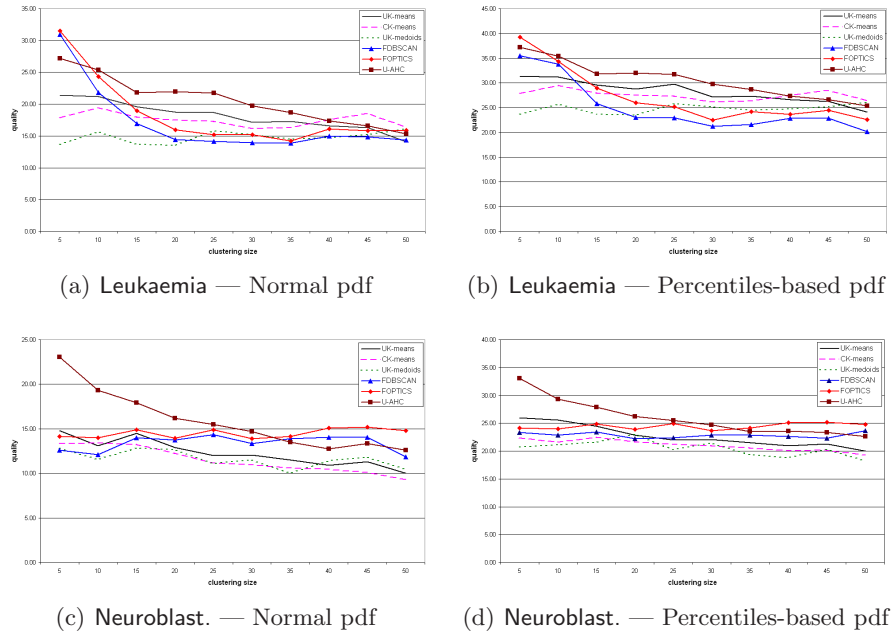 35.00
30.00
25.00
20.00
15.00
10.00
5.00
0.00
quality
UK-means
CK-means
UK-medoids
FDBSCAN
FOPTICS
U-AHC
5 10 15 20 25 30 35 40 45 50
clustering size
(a) Leukaemia — Normal pdf
45.00
40.00
35.00
30.00
25.00
20.00
15.00
10.00
5.00
0.00
quality
UK-means
CK-means
UK-medoids
FDBSCAN
FOPTICS
U-AHC
5 10 15 20 25 30 35 40 45 50
clustering size
(b) Leukaemia — Percentiles-based pdf
25.00
20.00
15.00
10.00
5.00
0.00
quality
UK-means
CK-means
UK-medoids
FDBSCAN
FOPTICS
U-AHC
5 10 15 20 25 30 35 40 45 50
clustering size
(c) Neuroblast. — Normal pdf
40.00
35.00
30.00
25.00
20.00
15.00
10.00
5.00
0.00
quality
UK-means
CK-means
UK-medoids
FDBSCAN
FOPTICS
U-AHC
5 10 15 20 25 30 35 40 45 50
clustering size
(d) Neuroblast. — Percentiles-based pdf